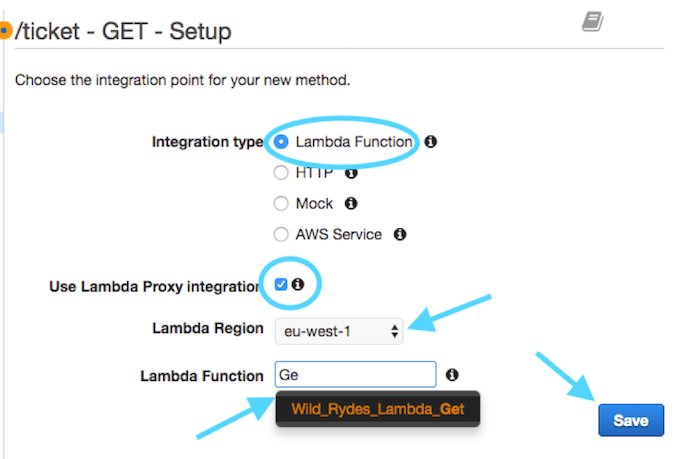 /ticket - GET - Setup
Choose the integration point for your new method.
Integration type Lambda Function
HTTP
Mock
AWS Service
Use Lambda Proxy integration
Lambda Region eu-west-1
Lambda Function Ge
Wild_Rydes_Lambda_Get
Save